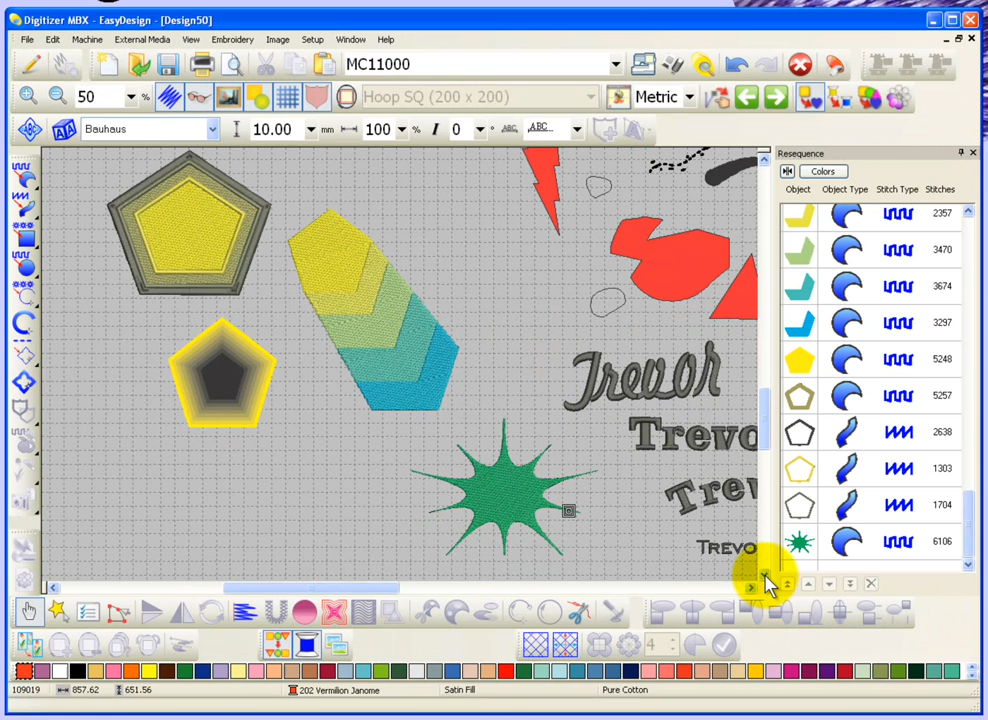 Digitizer MBX - EasyDesign - [Design50]
File Edit Machine External Media View Embroidery Image Setup Window Help
MC11000
50 % Hoop SQ (200 x 200) Metric
Bauhaus 10.00 mm 100 % 0 ABC ABC...
Resequence
Colors
Object Object Type Stitch Type Stitches
2357
3470
3674
3297
5248
5257
2638
1303
1704
6106
Trevor
Trevo
Trev
TREVO
4
109019 857.62 651.56 202 Vermilion Janome Satin Fill Pure Cotton